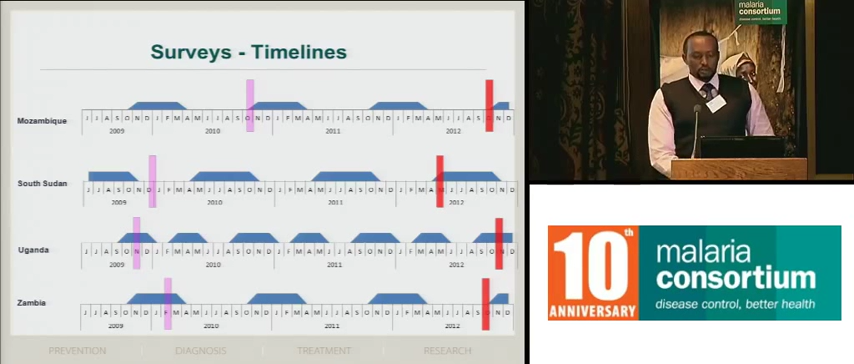 Surveys - Timelines
Mozambique
J J A S O N D J F M A M J J A S O N D J F M A M J J A S O N D J F M A M J J A S O N D
2009 2010 2011 2012
South Sudan
J J A S O N D J F M A M J J A S O N D J F M A M J J A S O N D J F M A M J J A S O N D
2009 2010 2011 2012
Uganda
J J A S O N D J F M A M J J A S O N D J F M A M J J A S O N D J F M A M J J A S O N D
2009 2010 2011 2012
Zambia
J J A S O N D J F M A M J J A S O N D J F M A M J J A S O N D J F M A M J J A S O N D
2009 2010 2011 2012
PREVENTION DIAGNOSIS TREATMENT RESEARCH
malaria
consortium
disease control, better health
10th
ANNIVERSARY
malaria
consortium
disease control, better health